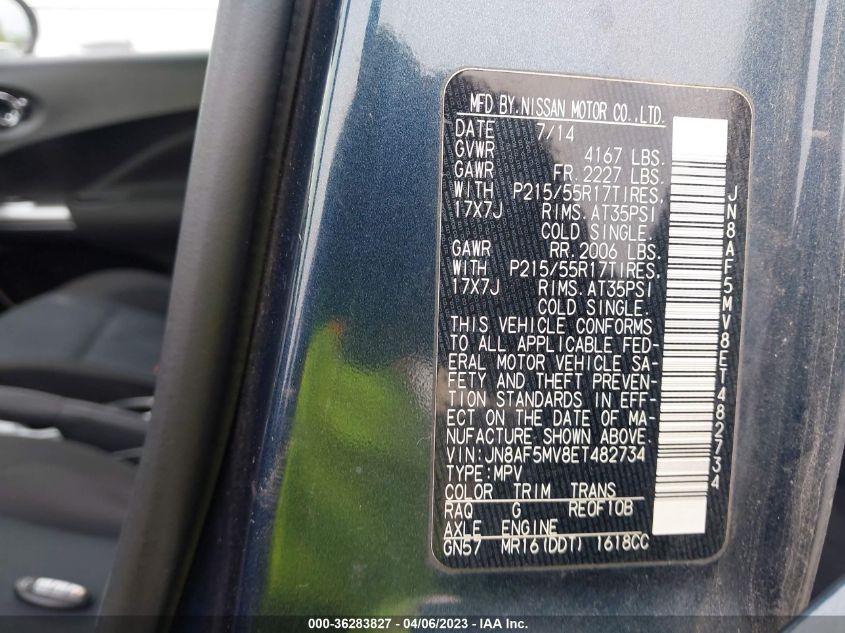 MFD BY.NISSAN MOTOR CO.,LTD.
DATE 7/14
GVWR 4167 LBS.
GAWR FR.2227 LBS.
WITH P215/55R17TIRES,
17X7J RIMS.AT35PSI
COLD SINGLE.
GAWR RR.2006 LBS.
WITH P215/55R17TIRES,
17X7J RIMS.AT35PSI
COLD SINGLE.
THIS VEHICLE CONFORMS
TO ALL APPLICABLE FED-
ERAL MOTOR VEHICLE SA-
FETY AND THEFT PREVEN-
TION STANDARDS IN EFF-
ECT ON THE DATE OF MA-
NUFACTURE SHOWN ABOVE.
VIN:JN8AF5MV8ET482734
TYPE:MPV
COLOR TRIM TRANS
RAQ G RE0F10B
AXLE ENGINE
GN57 MR16(DDT) 1618CC
JN8AF5MV8ET482734
000-36283827 - 04/06/2023 - IAA Inc.